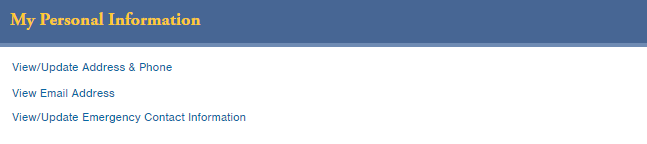 My Personal Information
View/Update Address & Phone
View Email Address
View/Update Emergency Contact Information